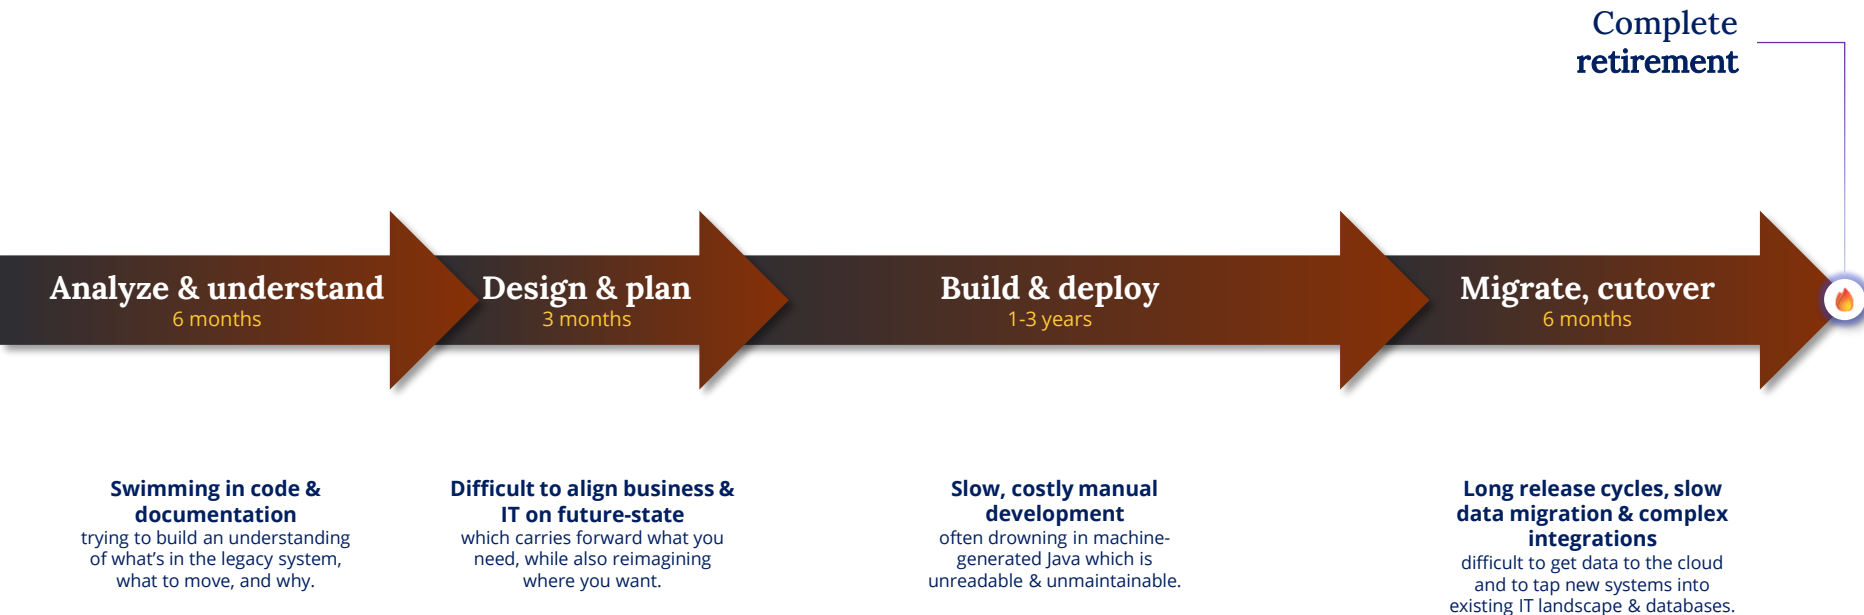 Complete
retirement
Analyze & understand
6 months
Design & plan
3 months
Build & deploy
1-3 years
Migrate, cutover
6 months
Swimming in code &
documentation
trying to build an understanding
of what’s in the legacy system,
what to move, and why.
Difficult to align business &
IT on future-state
which carries forward what you
need, while also reimagining
where you want.
Slow, costly manual
development
often drowning in machine-
generated Java which is
unreadable & unmaintainable.
Long release cycles, slow
data migration & complex
integrations
difficult to get data to the cloud
and to tap new systems into
existing IT landscape & databases.